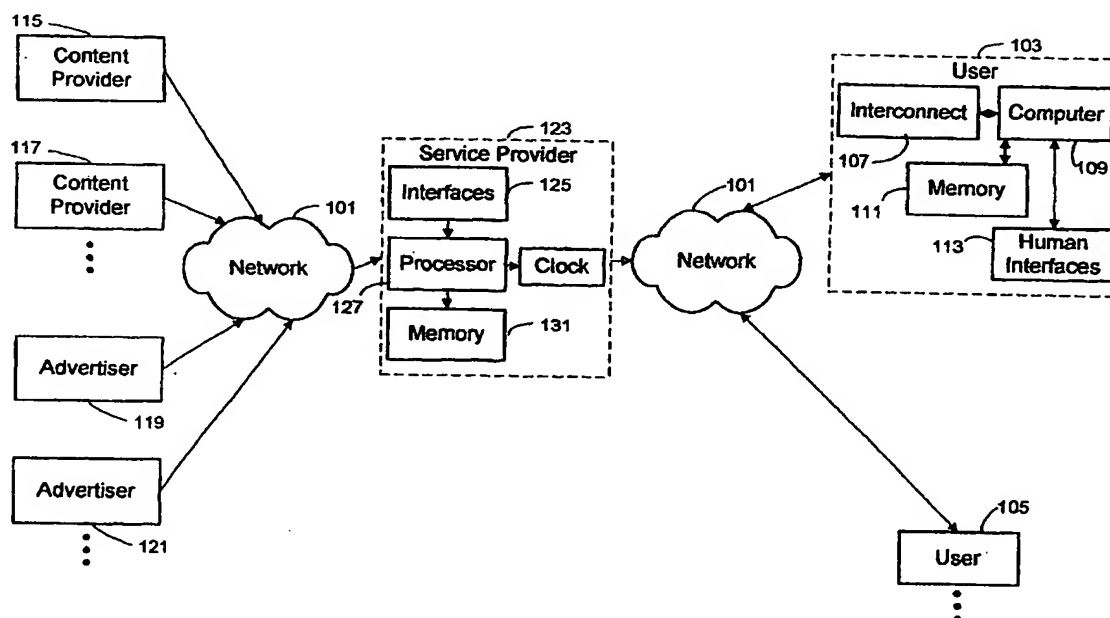 115
Content
Provider
117
Content
Provider
101
Network
Advertiser
119
Advertiser
121
123
Service Provider
Interfaces
125
Processor
127
Clock
Memory
131
101
Network
103
User
Interconnect
107
Computer
109
Memory
111
113
Human
Interfaces
105
User